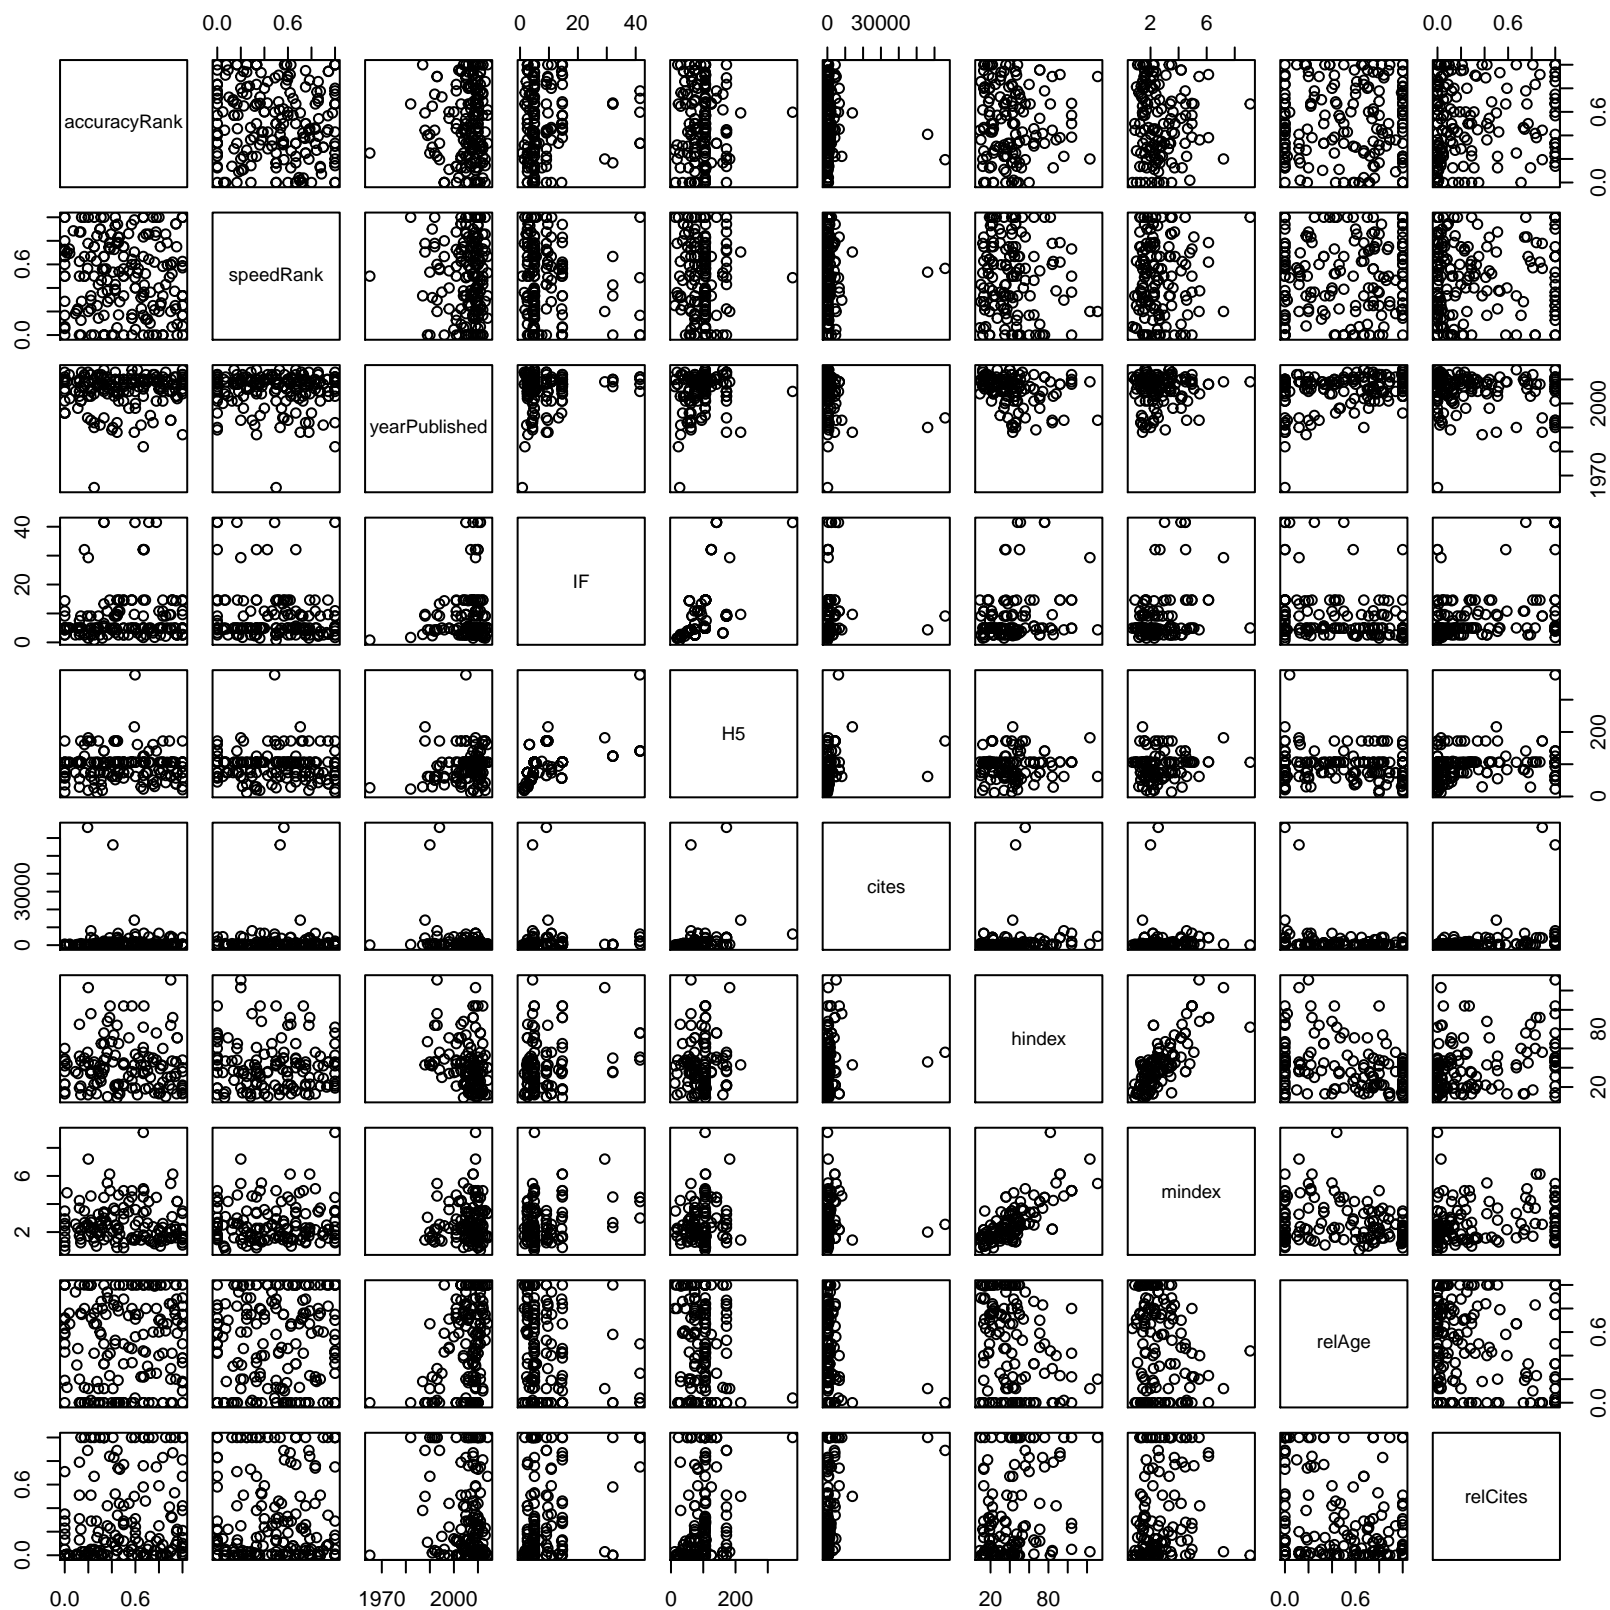 0.0 0.6 0 20 40 0 30000 2 6 0.0 0.6
accuracyRank 0.0 0.6
0.0 0.6 speedRank
yearPublished 1970 2000
0 20 40 IF
H5 0 200
0 30000 cites
hindex 20 80
2 6 mindex
relAge 0.0 0.6
0.0 0.6 relCites
0.0 0.6 1970 2000 0 200 20 80 0.0 0.6